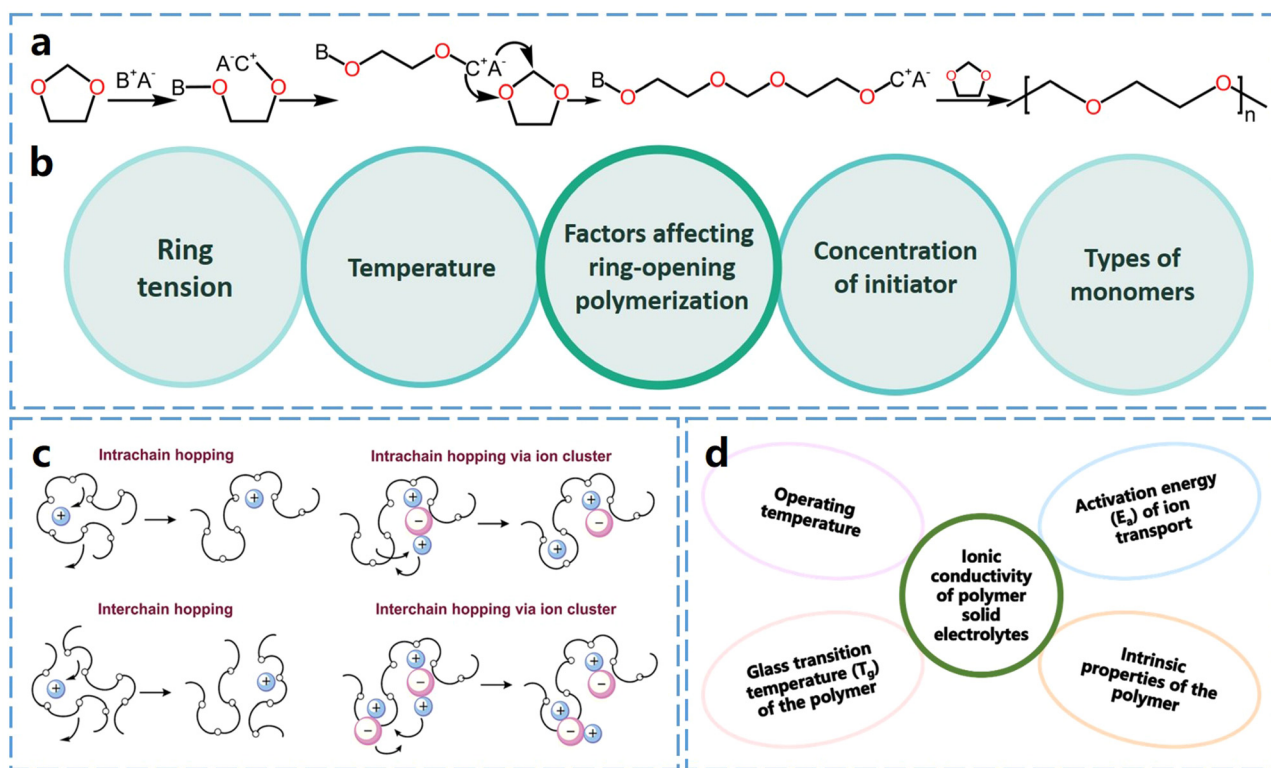 a
B⁺A⁻
A⁻C⁺
B
O
C⁺A⁻
B
O
C⁺A⁻
n
b
Ring
tension
Temperature
Factors affecting
ring-opening
polymerization
Concentration
of initiator
Types of
monomers
c
Intrachain hopping
Intrachain hopping via ion cluster
Interchain hopping
Interchain hopping via ion cluster
d
Operating
temperature
Activation energy
(Eₐ) of ion
transport
Ionic
conductivity
of polymer
solid
electrolytes
Glass transition
temperature (T_g)
of the polymer
Intrinsic
properties of the
polymer